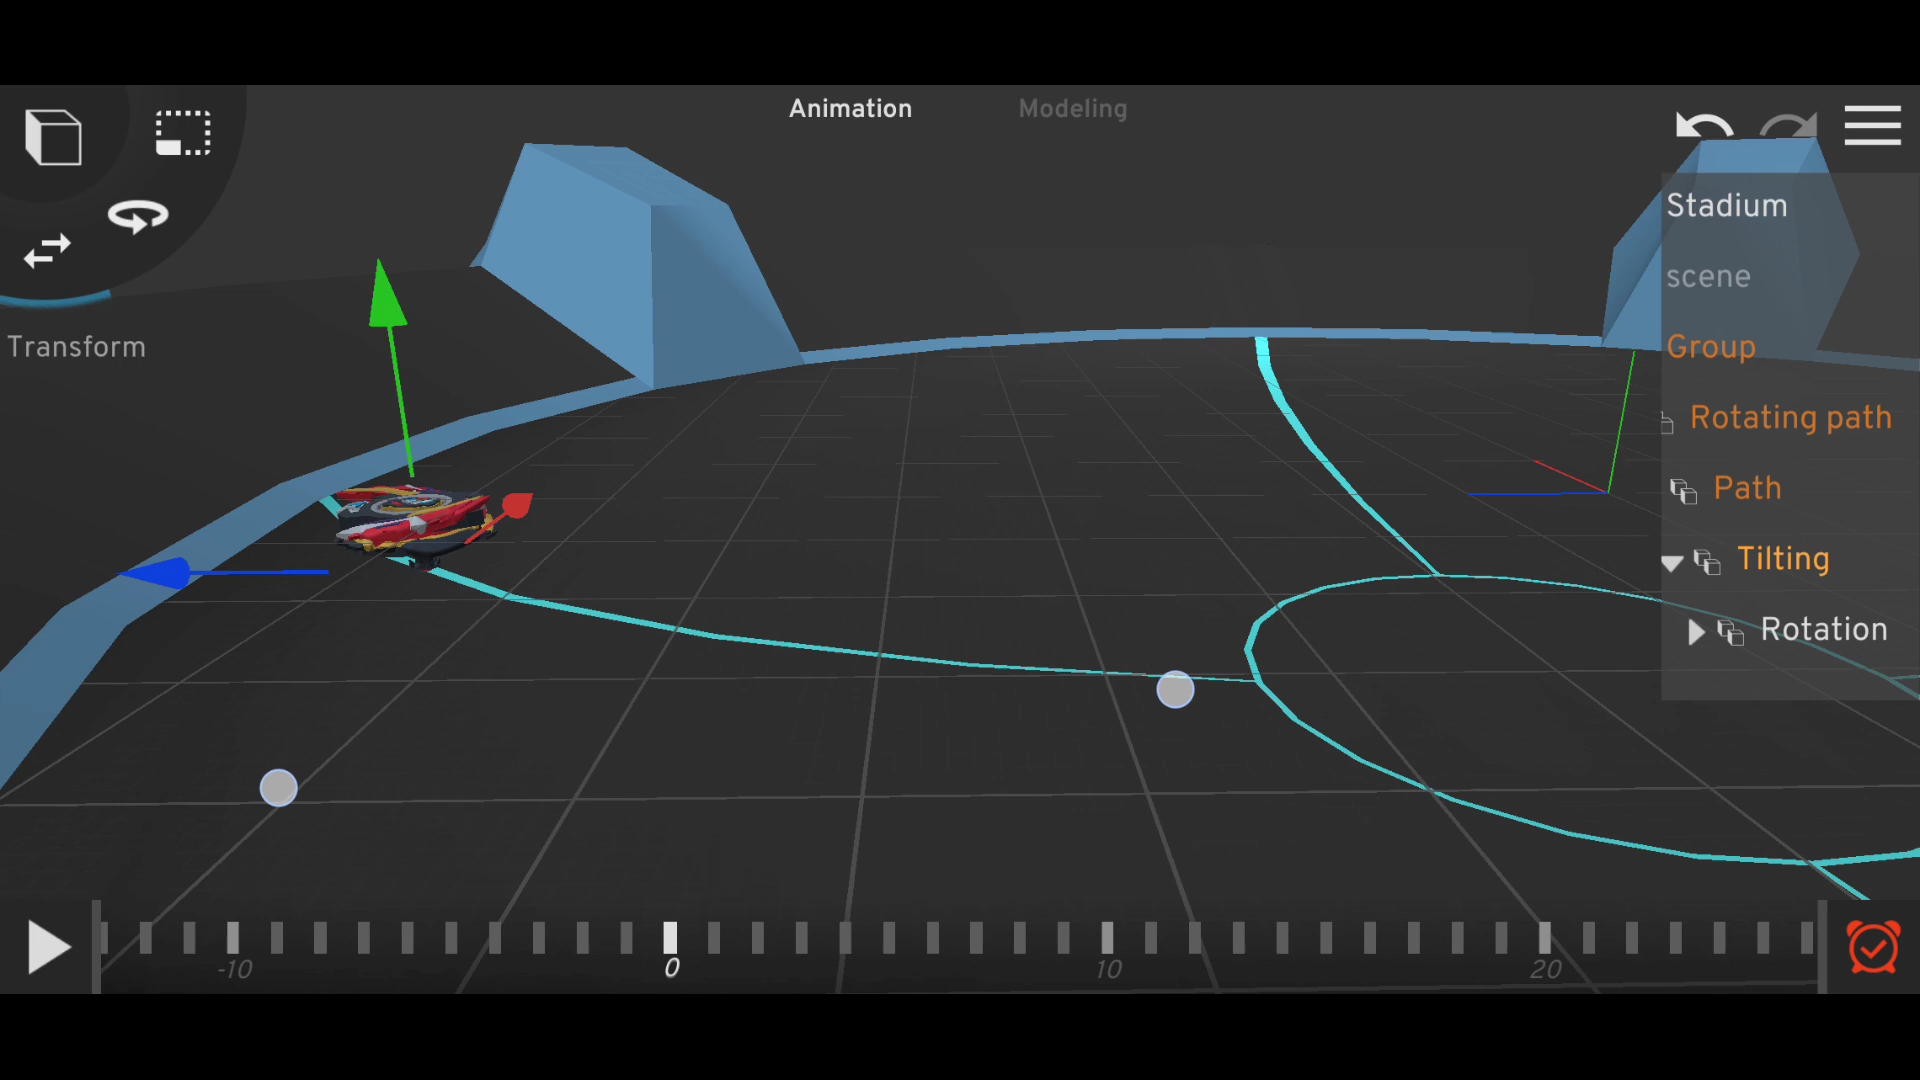 Animation
Modeling
Stadium
scene
Transform
Group
Rotating path
Path
Tilting
Rotation
-10
0
10
20